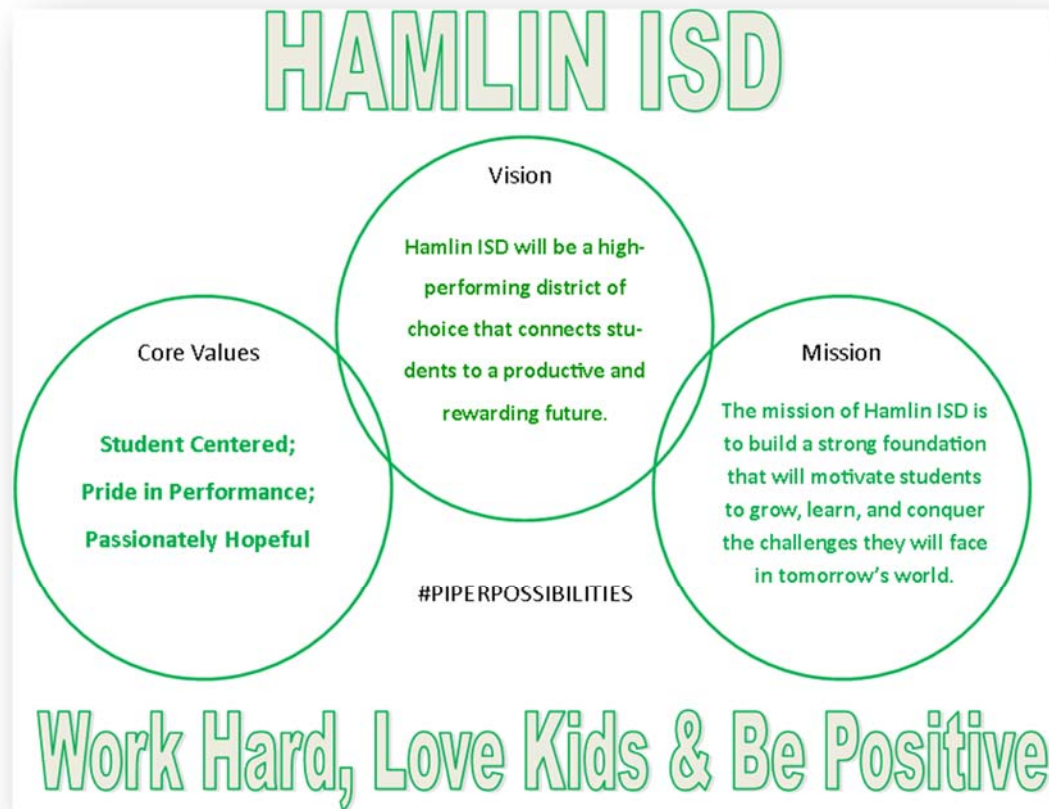 HAMLIN ISD
Vision
Hamlin ISD will be a high-
performing district of
choice that connects stu-
dents to a productive and
rewarding future.
Core Values
Student Centered;
Pride in Performance;
Passionately Hopeful
Mission
The mission of Hamlin ISD is
to build a strong foundation
that will motivate students
to grow, learn, and conquer
the challenges they will face
in tomorrow’s world.
#PIPERPOSSIBILITIES
Work Hard, Love Kids & Be Positive